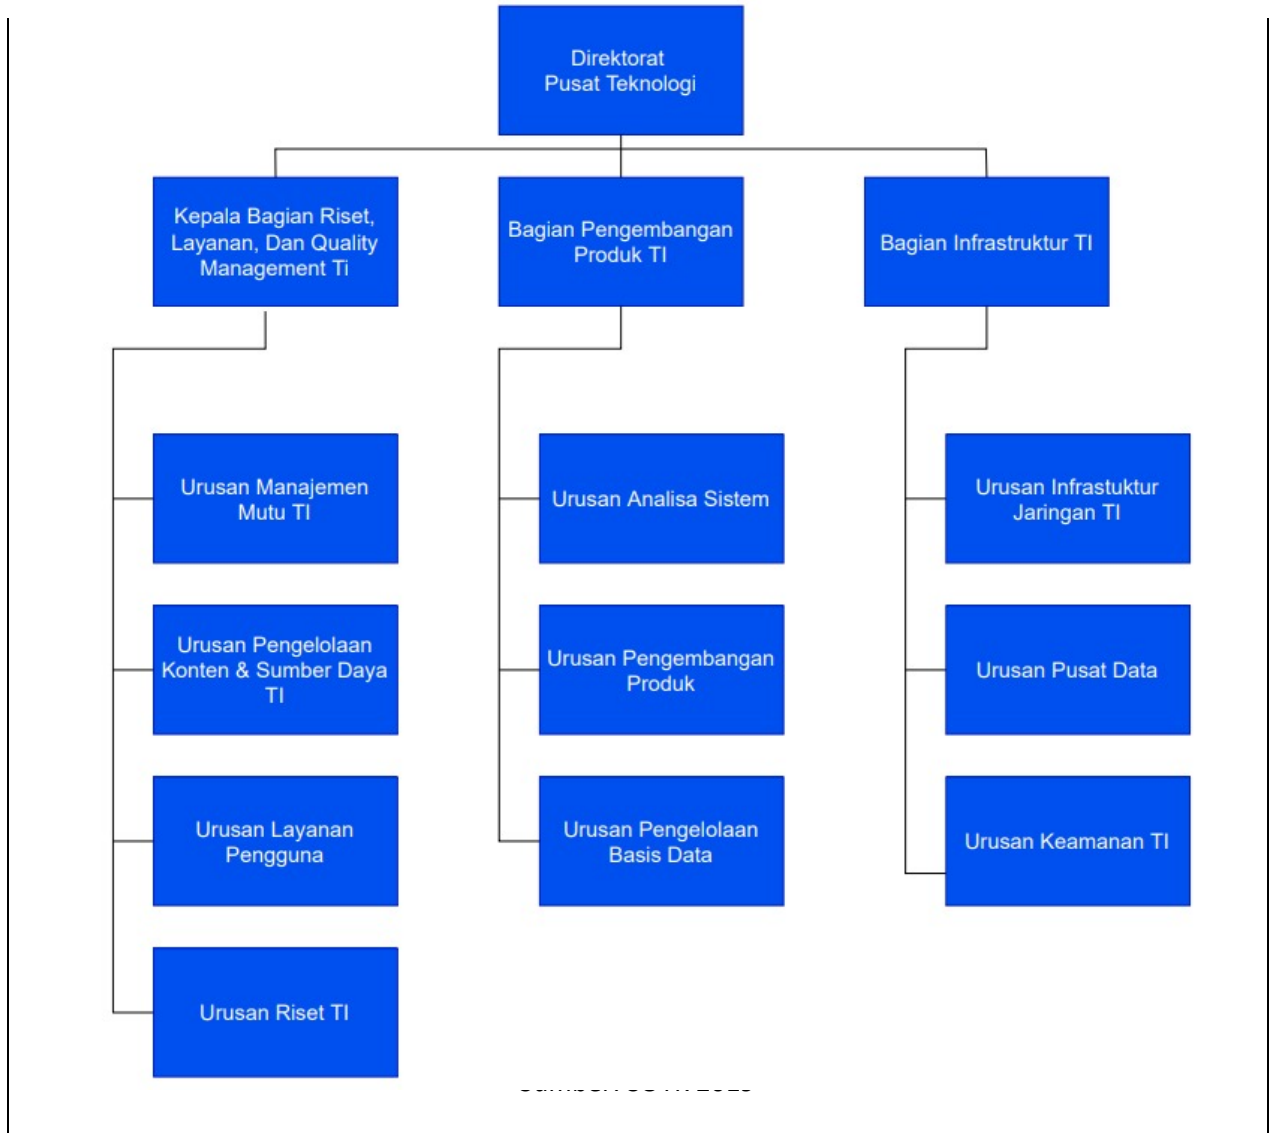 Direktorat
Pusat Teknologi
Kepala Bagian Riset,
Layanan, Dan Quality
Management Ti
Bagian Pengembangan
Produk TI
Bagian Infrastruktur TI
Urusan Manajemen
Mutu TI
Urusan Analisa Sistem
Urusan Infrastuktur
Jaringan TI
Urusan Pengelolaan
Konten & Sumber Daya
TI
Urusan Pengembangan
Produk
Urusan Pusat Data
Urusan Layanan
Pengguna
Urusan Pengelolaan
Basis Data
Urusan Keamanan TI
Urusan Riset TI